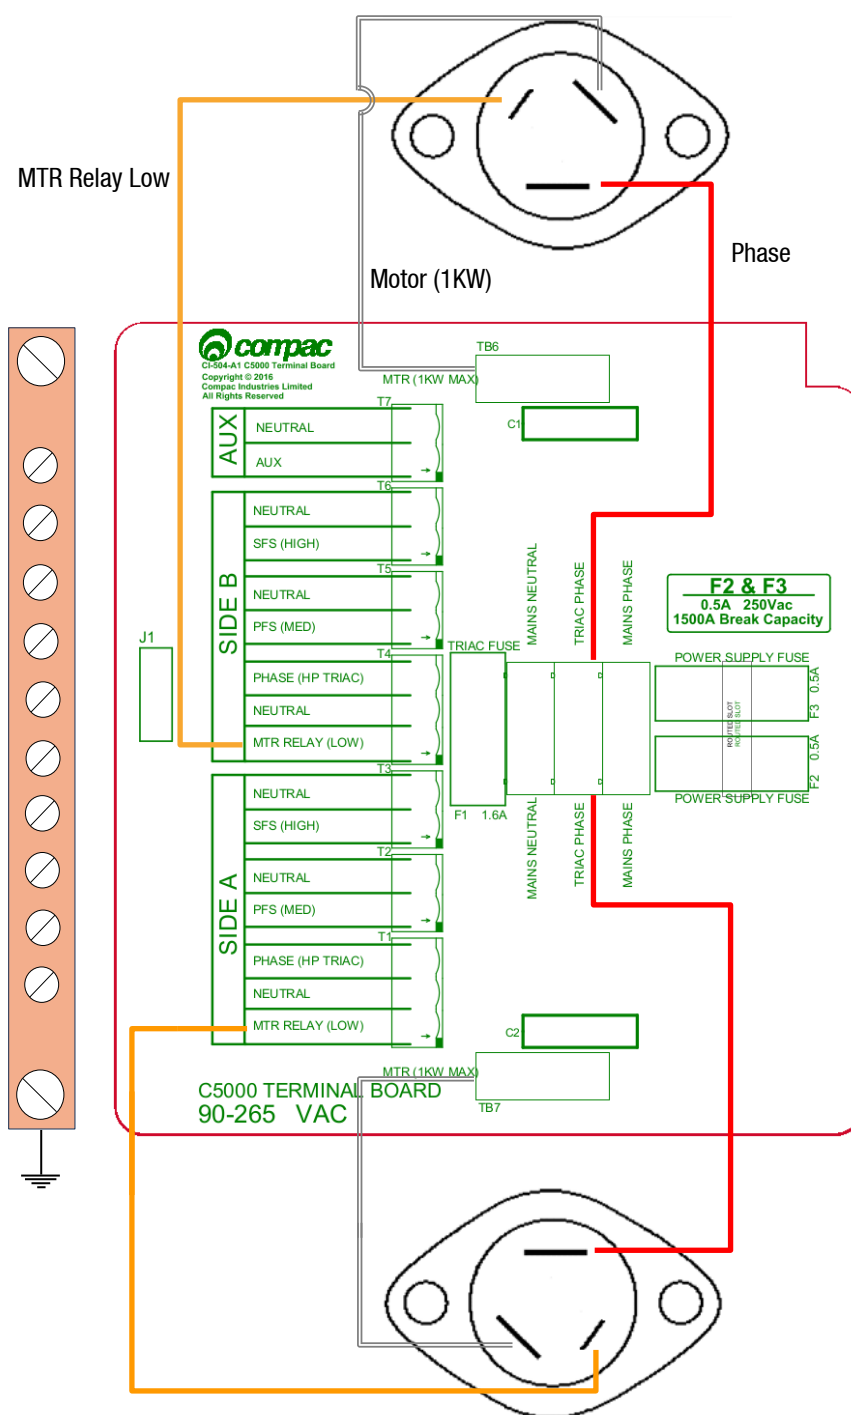 MTR Relay Low
Phase
Motor (1KW)
compac
CI-504-A1 C5000 Terminal Board
Copyright © 2016
Compac Industries Limited
All Rights Reserved
TB6
MTR (1KW MAX)
C1
T7
AUX
NEUTRAL
AUX
T6
SIDE B
NEUTRAL
SFS (HIGH)
T5
NEUTRAL
PFS (MED)
T4
PHASE (HP TRIAC)
NEUTRAL
MTR RELAY (LOW)
J1
TRIAC FUSE
F1 1.6A
MAINS NEUTRAL
TRIAC PHASE
MAINS PHASE
F2 & F3
0.5A 250Vac
1500A Break Capacity
POWER SUPPLY FUSE
F3 0.5A
ROUTED SLOT
ROUTED SLOT
F2 0.5A
POWER SUPPLY FUSE
MAINS NEUTRAL
TRIAC PHASE
MAINS PHASE
T3
SIDE A
NEUTRAL
SFS (HIGH)
T2
NEUTRAL
PFS (MED)
T1
PHASE (HP TRIAC)
NEUTRAL
MTR RELAY (LOW)
C2
MTR (1KW MAX)
TB7
C5000 TERMINAL BOARD
90-265 VAC